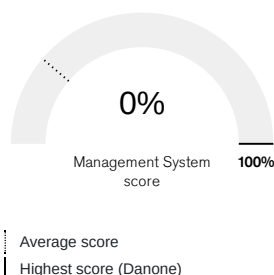 0%
Management System
score
100%
Average score
Highest score (Danone)